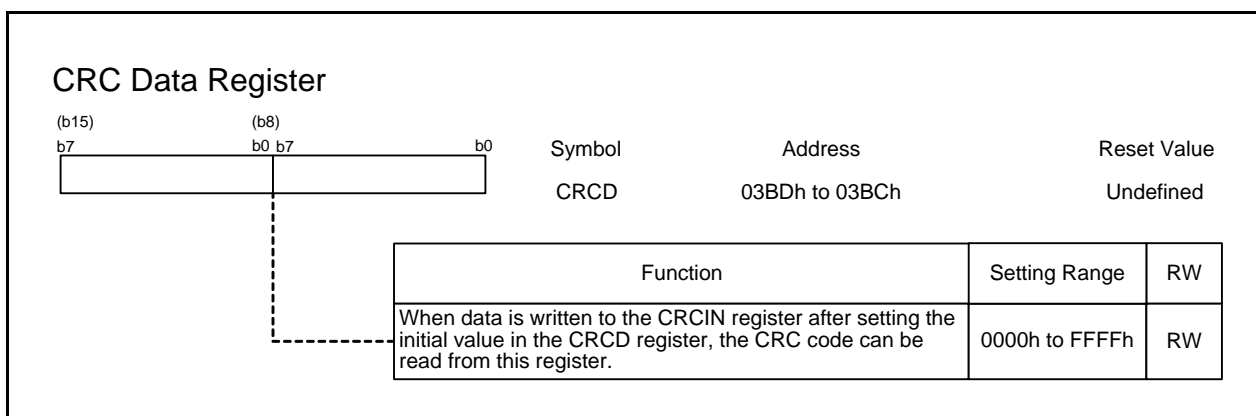 CRC Data Register
(b15) (b8)
b7 b0 b7 b0 Symbol Address Reset Value
CRCD 03BDh to 03BCh Undefined
Function Setting Range RW
When data is written to the CRCIN register after setting the
initial value in the CRCD register, the CRC code can be
read from this register.
0000h to FFFFh RW